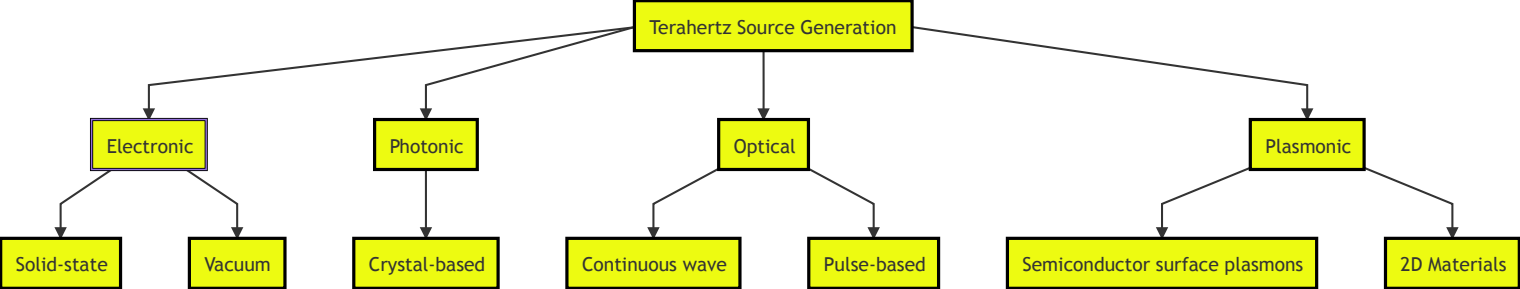 Terahertz Source Generation
Electronic
Photonic
Optical
Plasmonic
Solid-state
Vacuum
Crystal-based
Continuous wave
Pulse-based
Semiconductor surface plasmons
2D Materials